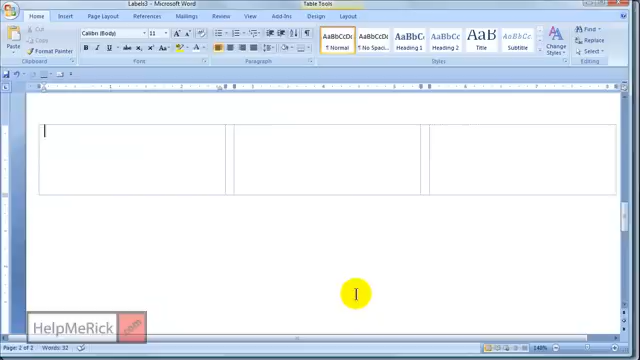 Labels3 - Microsoft Word
Table Tools
Home Insert Page Layout References Mailings Review View Add-Ins Design Layout
Paste
Cut
Copy
Format Painter
Clipboard
Calibri (Body) 11
Font
Paragraph
AaBbCcDc AaBbCcDc AaBbC AaBbCc AaB AaBbCc.
¶ Normal ¶ No Spaci... Heading 1 Heading 2 Title Subtitle
Change Styles
Styles
Find
Replace
Select
Editing
HelpMeRick .com
Page: 2 of 2 Words: 32